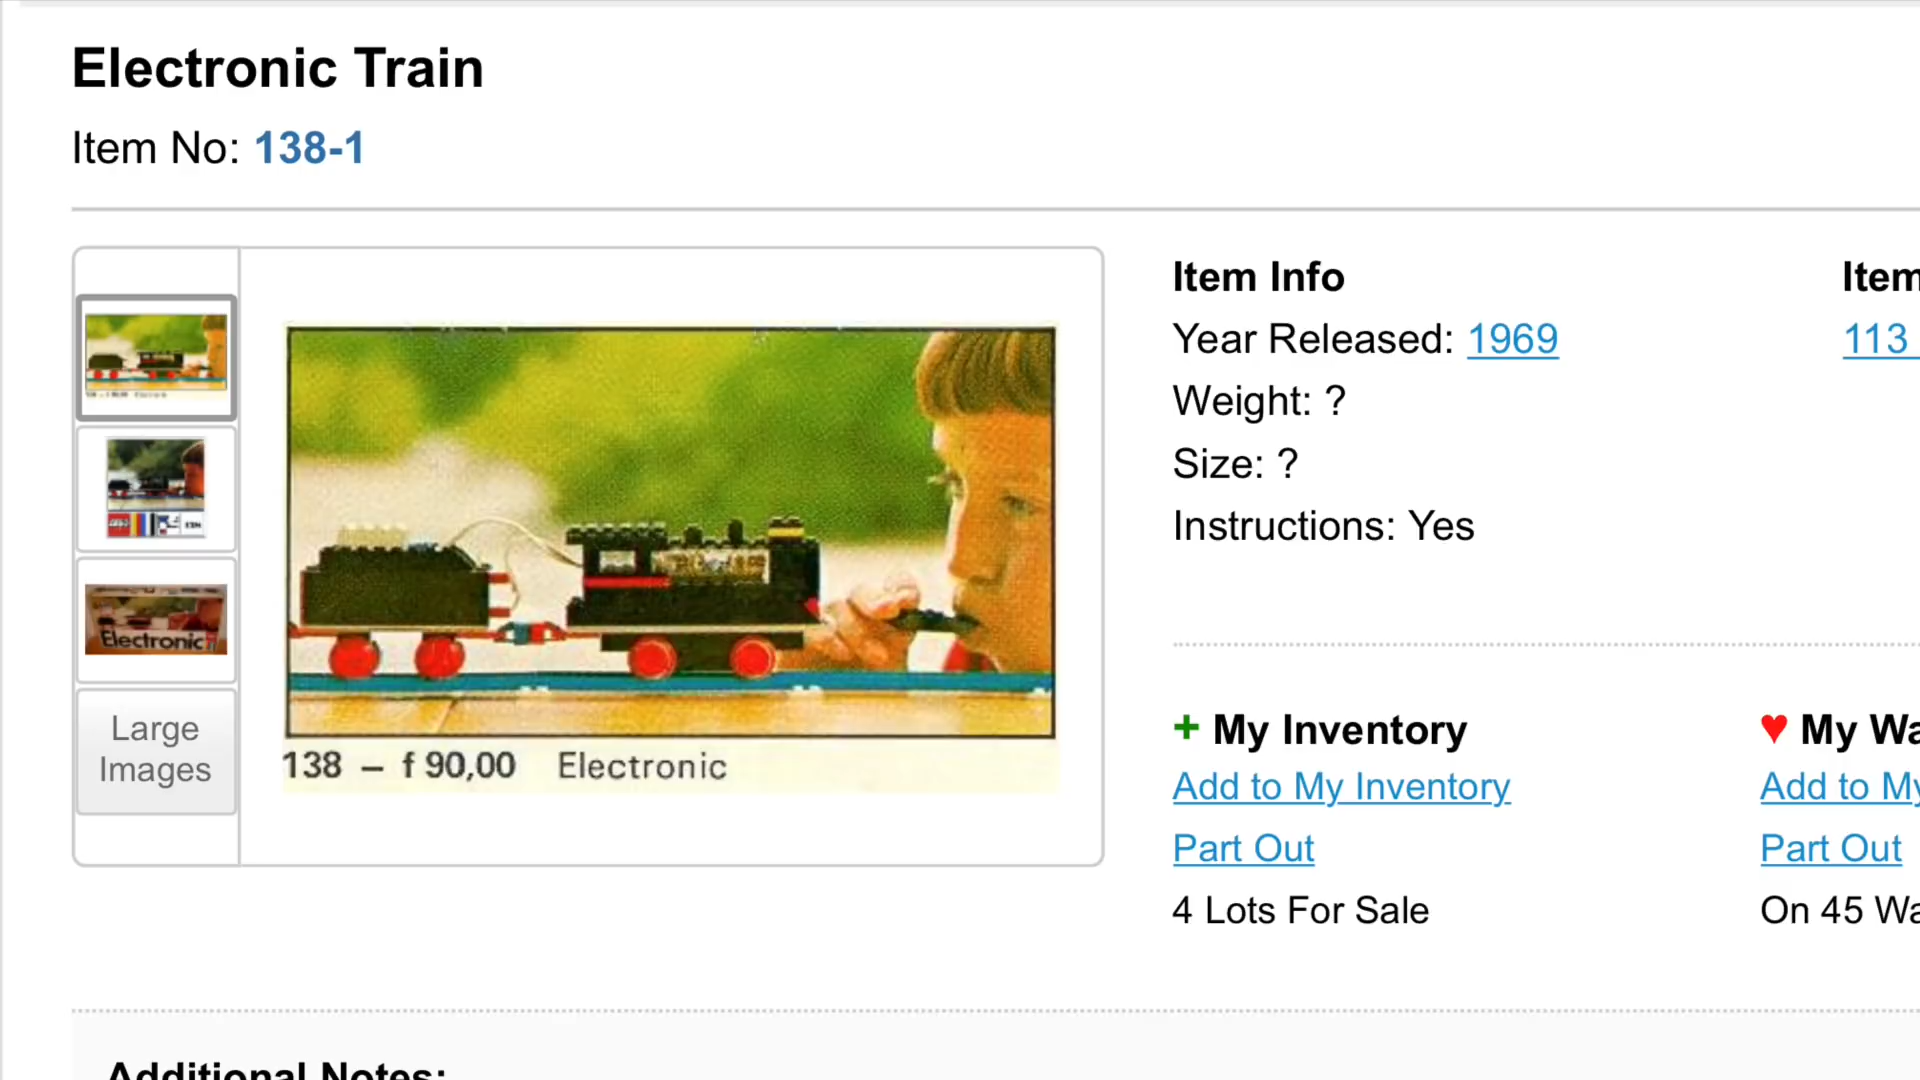 Electronic Train
Item No: 138-1
Item Info
Year Released: 1969
Weight: ?
Size: ?
Instructions: Yes
Item
113
Electronic
Large
Images
138 – f 90,00 Electronic
+ My Inventory
Add to My Inventory
Part Out
4 Lots For Sale
♥ My Wa
Add to My
Part Out
On 45 Wa
Additional Notes: